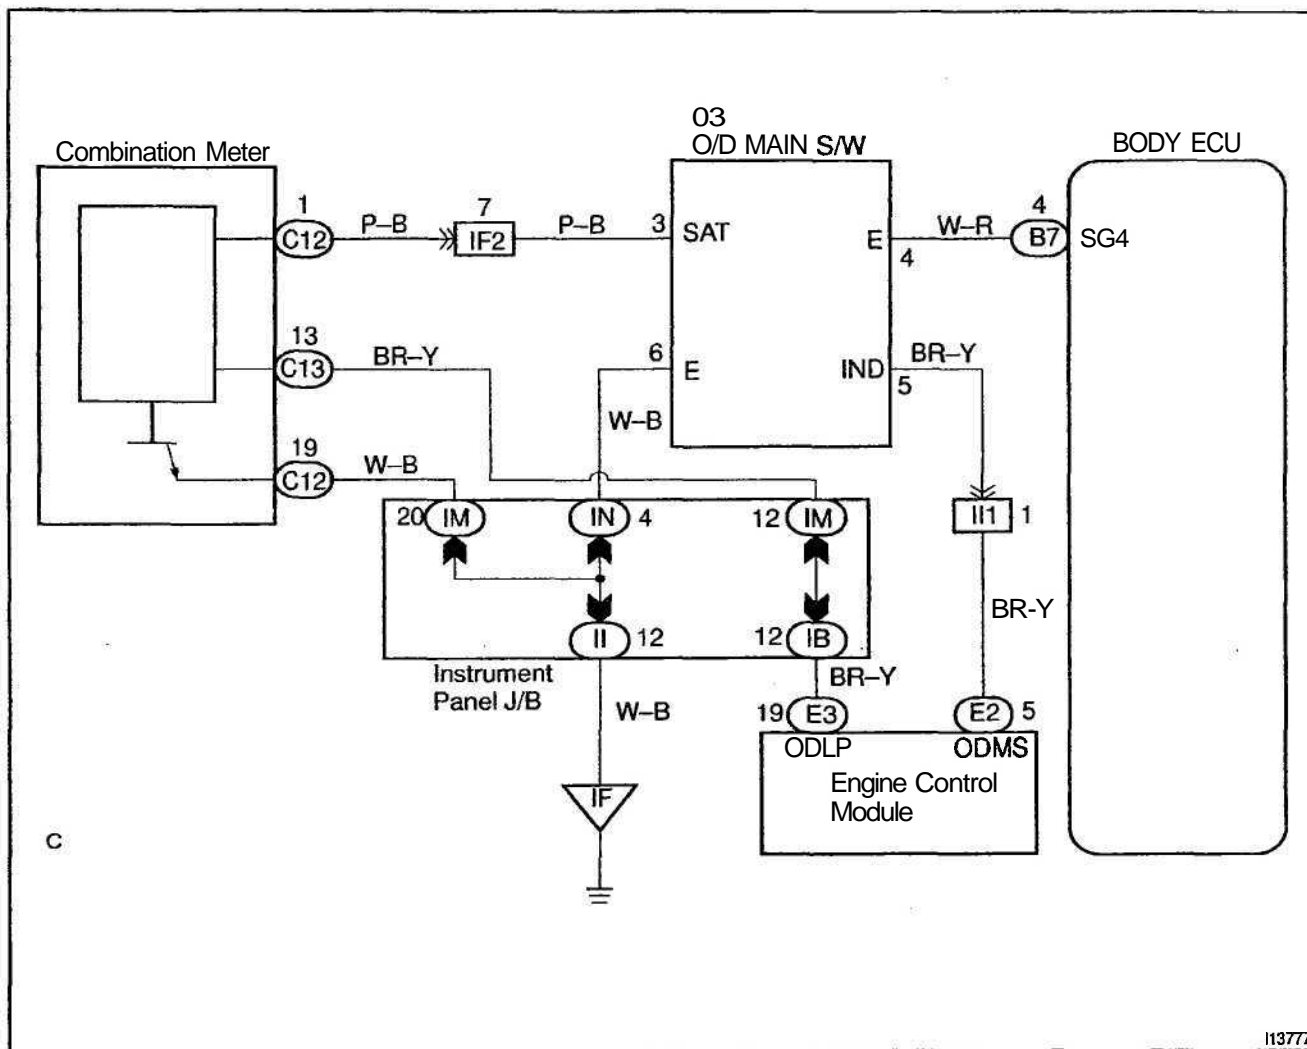 03
O/D MAIN S/W
Combination Meter
BODY ECU
1
7
4
C12 P–B IF2 P–B 3 SAT E W–R B7 SG4
4
13
C13 BR–Y 6 E IND BR–Y
5
W–B
19
C12 W–B
20 IM IN 4 12 IM II1 1
BR-Y
II 12 12 IB
Instrument
Panel J/B
BR–Y
W–B
19 E3 E2 5
ODLP ODMS
Engine Control
Module
IF
C
I13777